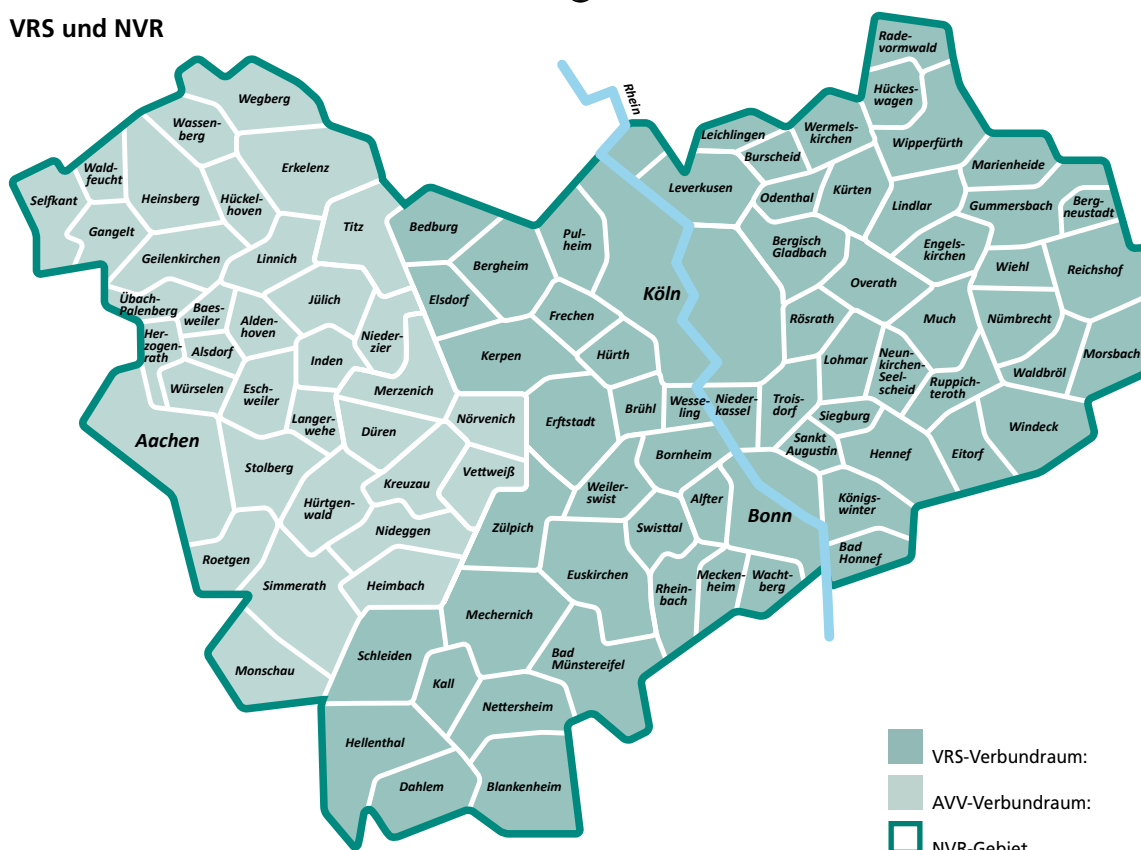 VRS und NVR
Rade-
vormwald
Hückes-
wagen
Rhein
Wegberg
Wassen-
berg
Leichlingen
Wermels-
kirchen
Wipperfürth
Burscheid
Marienheide
Wald-
feucht
Erkelenz
Selfkant
Heinsberg
Hückel-
hoven
Leverkusen
Odenthal
Kürten
Lindlar
Gummersbach
Berg-
neustadt
Gangelt
Titz
Bedburg
Pul-
heim
Bergisch
Gladbach
Engels-
kirchen
Geilenkirchen
Linnich
Bergheim
Wiehl
Reichshof
Overath
Köln
Übach-
Palenberg
Baes-
weiler
Jülich
Elsdorf
Alden-
hoven
Frechen
Rösrath
Much
Nümbrecht
Her-
zogen-
rath
Alsdorf
Inden
Nieder-
zier
Kerpen
Hürth
Lohmar
Neun-
kirchen-
Seel-
scheid
Morsbach
Waldbröl
Würselen
Esch-
weiler
Merzenich
Ruppich-
teroth
Langer-
wehe
Nörvenich
Erftstadt
Brühl
Wesse-
ling
Nieder-
kassel
Trois-
dorf
Siegburg
Windeck
Aachen
Düren
Sankt
Augustin
Hennef
Eitorf
Stolberg
Kreuzau
Vettweiß
Bornheim
Hürtgen-
wald
Weiler-
swist
Alfter
Königs-
winter
Bonn
Nideggen
Zülpich
Swisttal
Bad
Honnef
Roetgen
Simmerath
Heimbach
Euskirchen
Rhein-
bach
Mecken-
heim
Wacht-
berg
Mechernich
Schleiden
Bad
Münstereifel
Monschau
Kall
Nettersheim
Hellenthal
Dahlem
Blankenheim
VRS-Verbundraum:
AVV-Verbundraum:
NVR-Gebiet